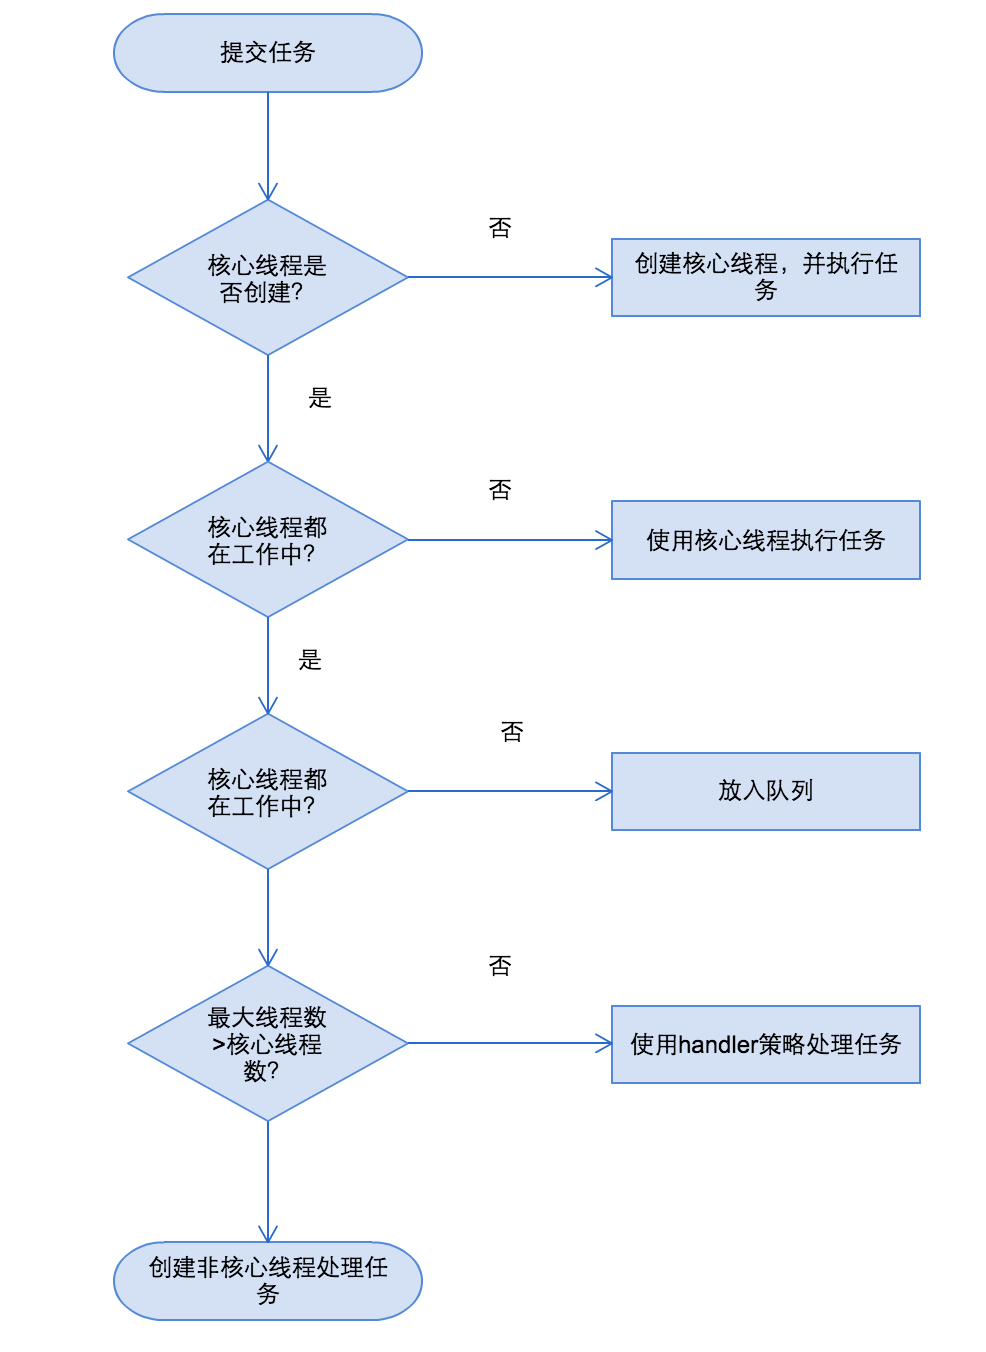 提交任务
核心线程是
否创建?
否
创建核心线程，并执行任
务
是
核心线程都
在工作中?
否
使用核心线程执行任务
是
核心线程都
在工作中?
否
放入队列
最大线程数
>核心线程
数?
否
使用handler策略处理任务
创建非核心线程处理任
务